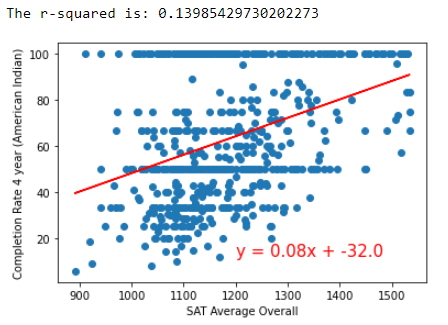 The r-squared is: 0.13985429730202273
100
80
60
40
20
Completion Rate 4 year (American Indian)
y = 0.08x + -32.0
900 1000 1100 1200 1300 1400 1500
SAT Average Overall